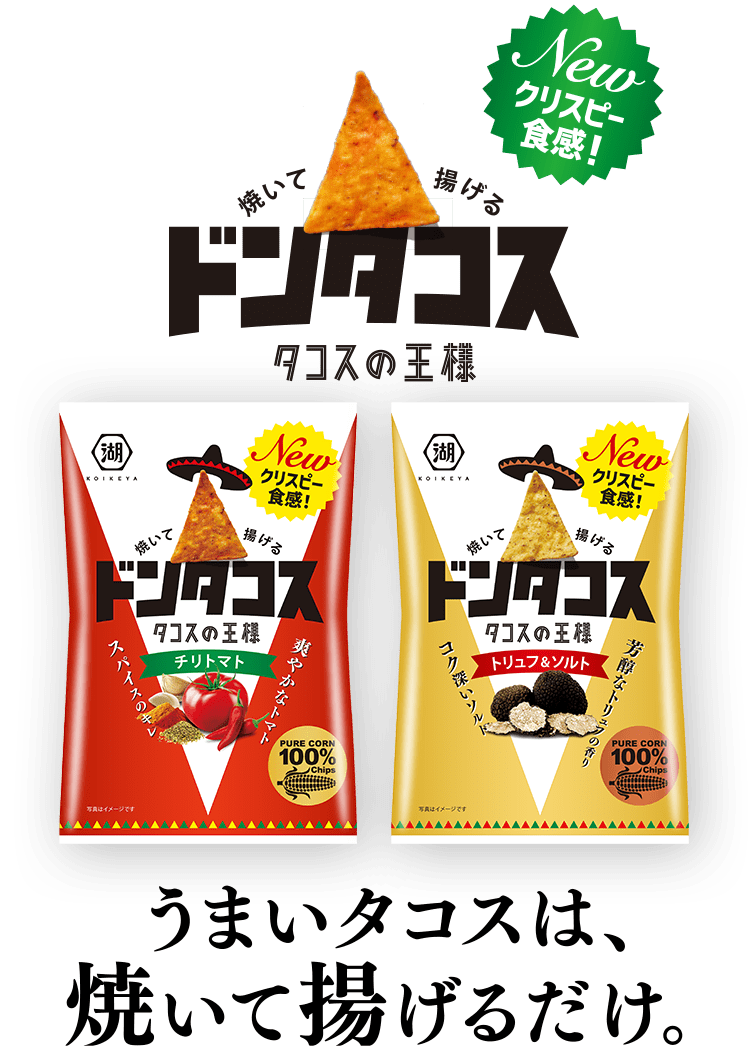 New
クリスピー
食感!
焼いて 揚げる
ドンタコス
タコスの王様
湖
KOIKEYA
New
クリスピー
食感!
焼いて 揚げる
ドンタコス
タコスの王様
チリトマト
爽やかなトマト
スパイスのキレ
PURE CORN
100%
Chips
写真はイメージです
湖
KOIKEYA
New
クリスピー
食感!
焼いて 揚げる
ドンタコス
タコスの王様
トリュフ&ソルト
芳醇なトリュフの香り
コク深いソルト
PURE CORN
100%
Chips
写真はイメージです
うまいタコスは、
焼いて揚げるだけ。